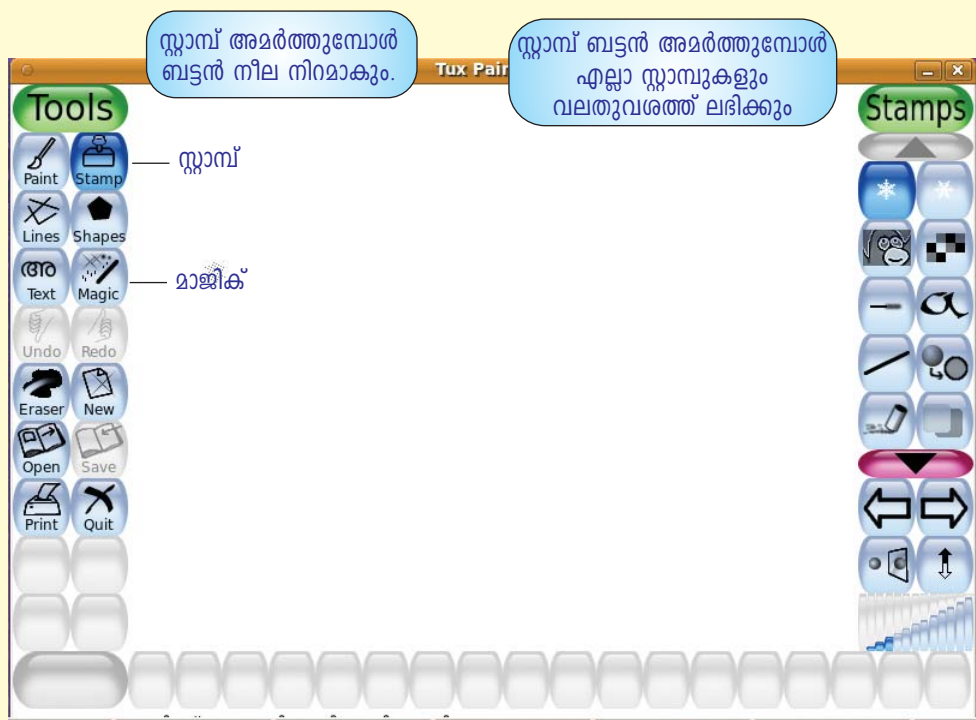 സ്റ്റാമ്പ് അമർത്തുമ്പോൾ
ബട്ടൻ നീല നിറമാകും.
സ്റ്റാമ്പ് ബട്ടൻ അമർത്തുമ്പോൾ
എല്ലാ സ്റ്റാമ്പുകളും
വലതുവശത്ത് ലഭിക്കും
Tux Pair
Tools
Stamps
Paint Stamp
സ്റ്റാമ്പ്
Lines Shapes
അ
Text Magic
മാജിക്
Undo Redo
Eraser New
Open Save
Print Quit